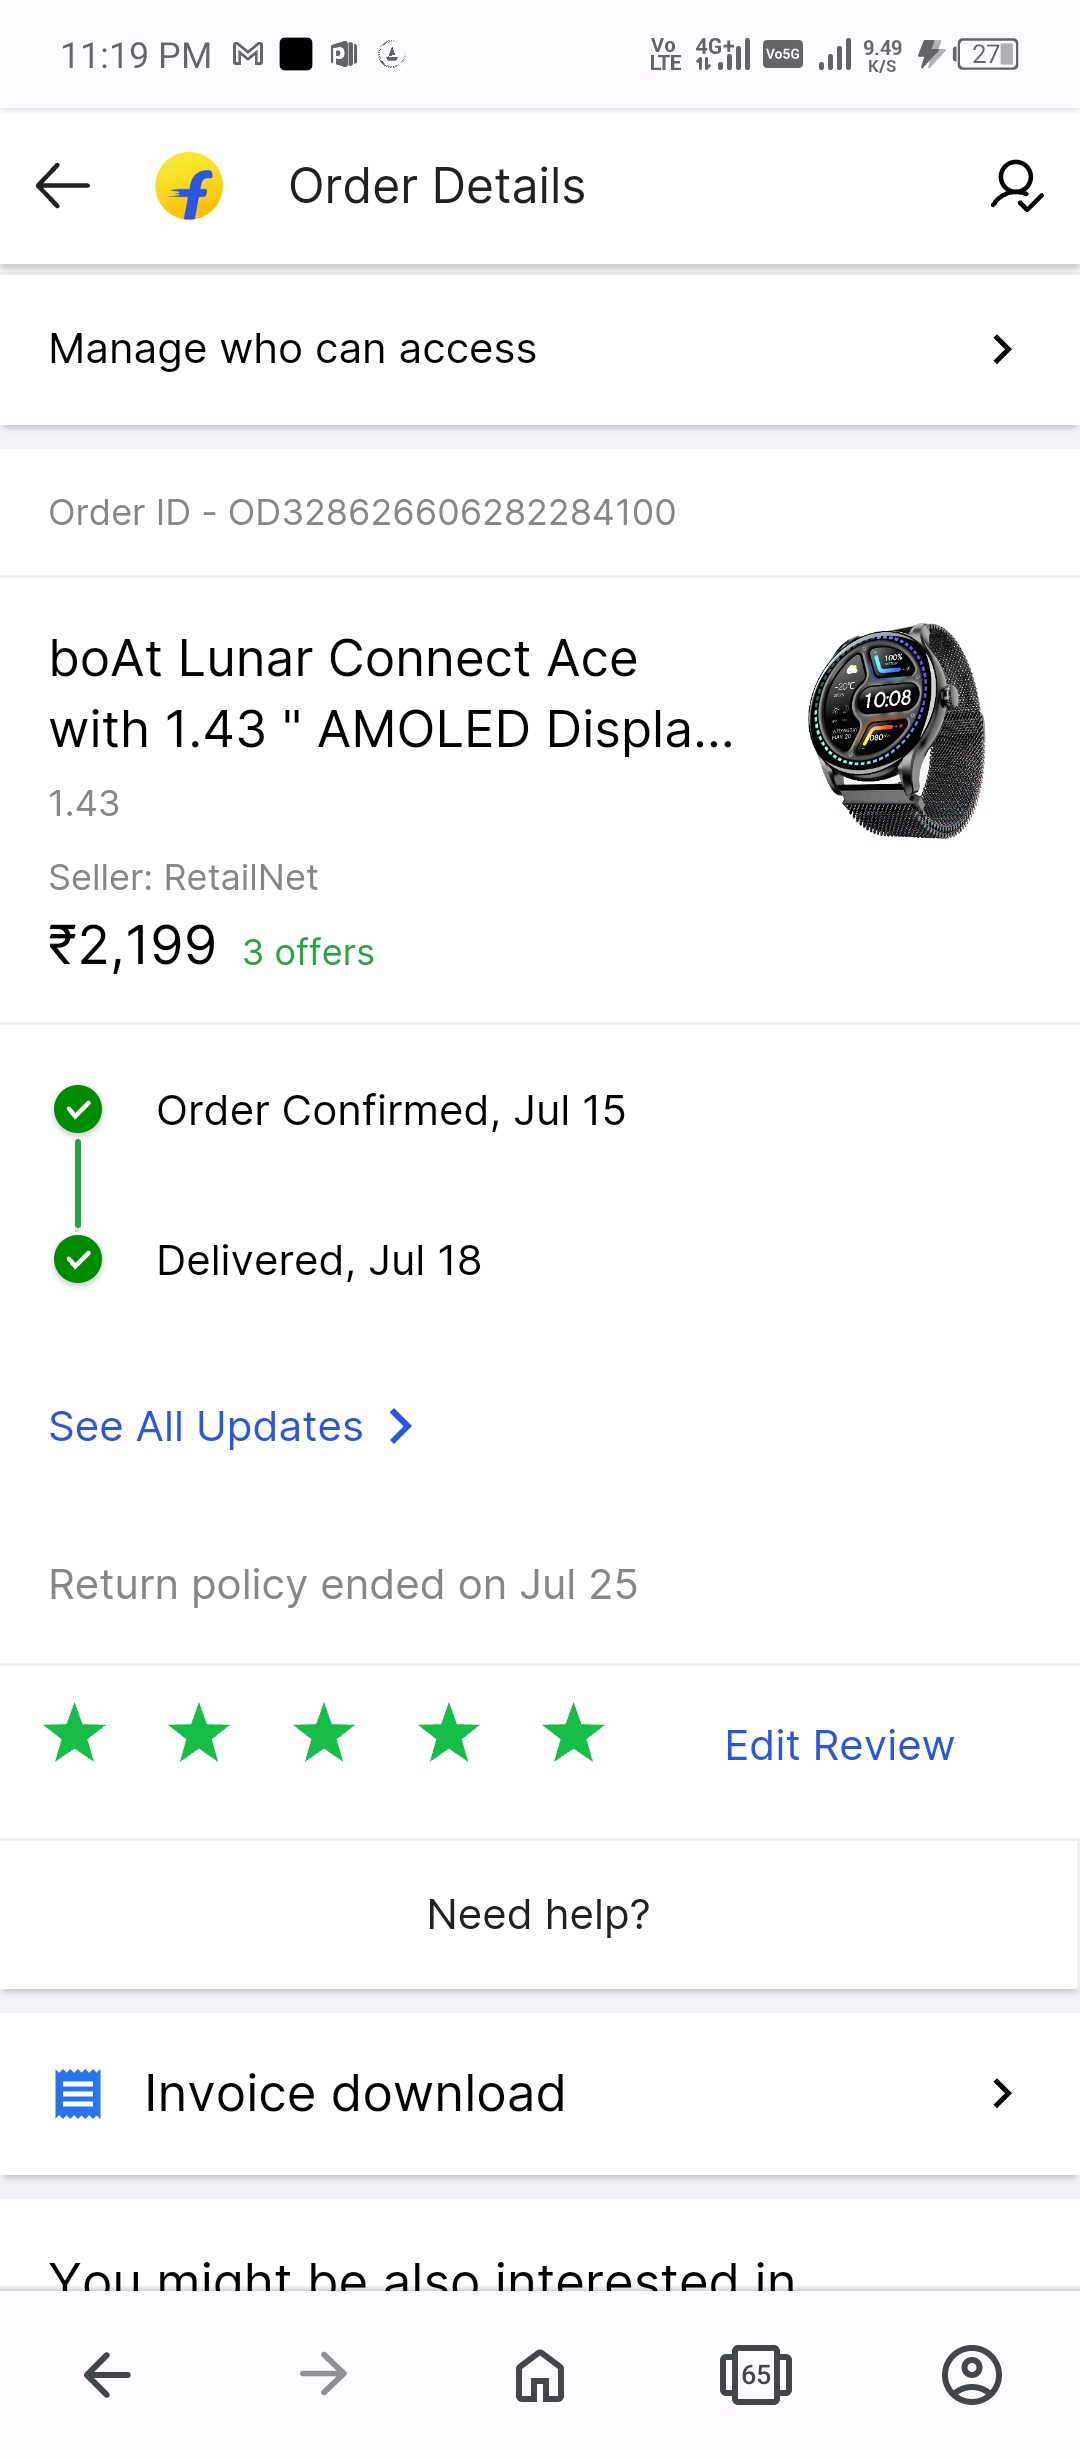 11:19 PM Vo LTE 4G+ Vo5G 9.49 K/S 27
Order Details
Manage who can access
Order ID - OD328626606282284100
boAt Lunar Connect Ace
with 1.43 " AMOLED Displa...
1.43
Seller: RetailNet
₹2,199 3 offers
100%
-20°C
10:08
Order Confirmed, Jul 15
Delivered, Jul 18
See All Updates
Return policy ended on Jul 25
Edit Review
Need help?
Invoice download
You might be also interested in
65